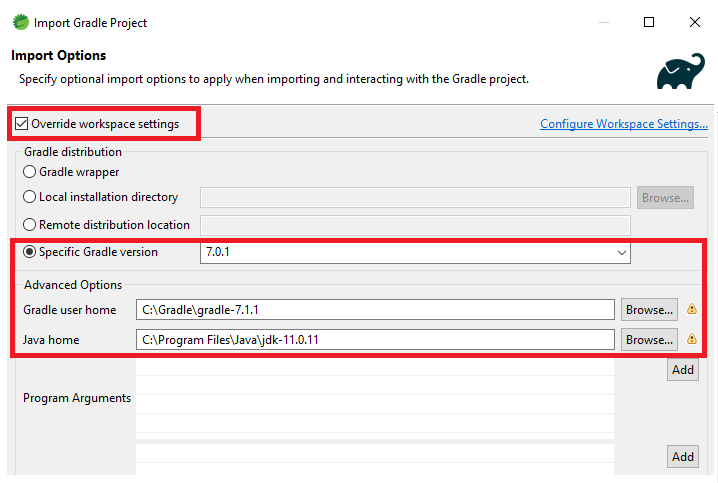 Import Gradle Project
Import Options
Specify optional import options to apply when importing and interacting with the Gradle project.
Override workspace settings
Configure Workspace Settings...
Gradle distribution
Gradle wrapper
Local installation directory
Browse...
Remote distribution location
Specific Gradle version
7.0.1
Advanced Options
Gradle user home
C:\Gradle\gradle-7.1.1
Browse...
Java home
C:\Program Files\Java\jdk-11.0.11
Browse...
Add
Program Arguments
Add